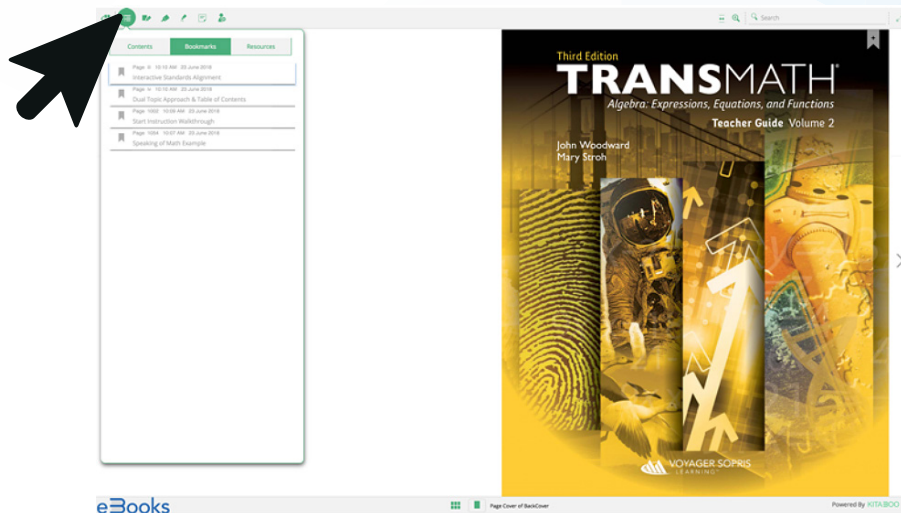 Search
Contents
Bookmarks
Resources
Page iv 10:10 AM 20 June 2018
Interactive Standards Alignment
Page iv 10:10 AM 20 June 2018
Dual Topic Approach & Table of Contents
Page 1002 10:09 AM 20 June 2018
Start Instruction Walkthrough
Page 1004 10:07 AM 20 June 2018
Speaking of Math Example
Third Edition
TRANSMATH®
Algebra: Expressions, Equations, and Functions
Teacher Guide Volume 2
John Woodward
Mary Stroh
VOYAGER SOPRIS
LEARNING
eBooks
Page Cover of BackCover
Powered By KITABOO